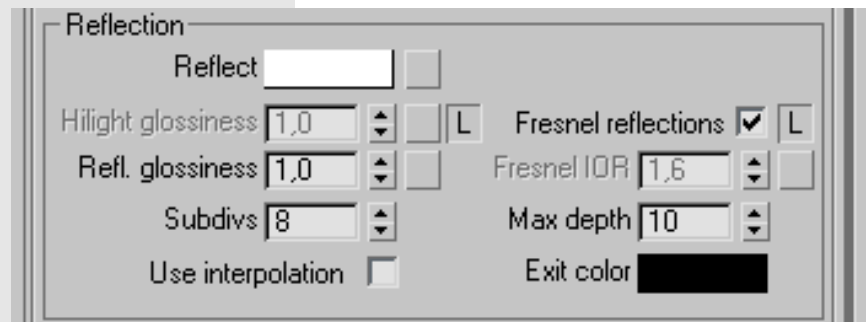 Reflection
Reflect
Hilight glossiness 1,0 L Fresnel reflections L
Refl. glossiness 1,0 Fresnel IOR 1,6
Subdivs 8 Max depth 10
Use interpolation Exit color